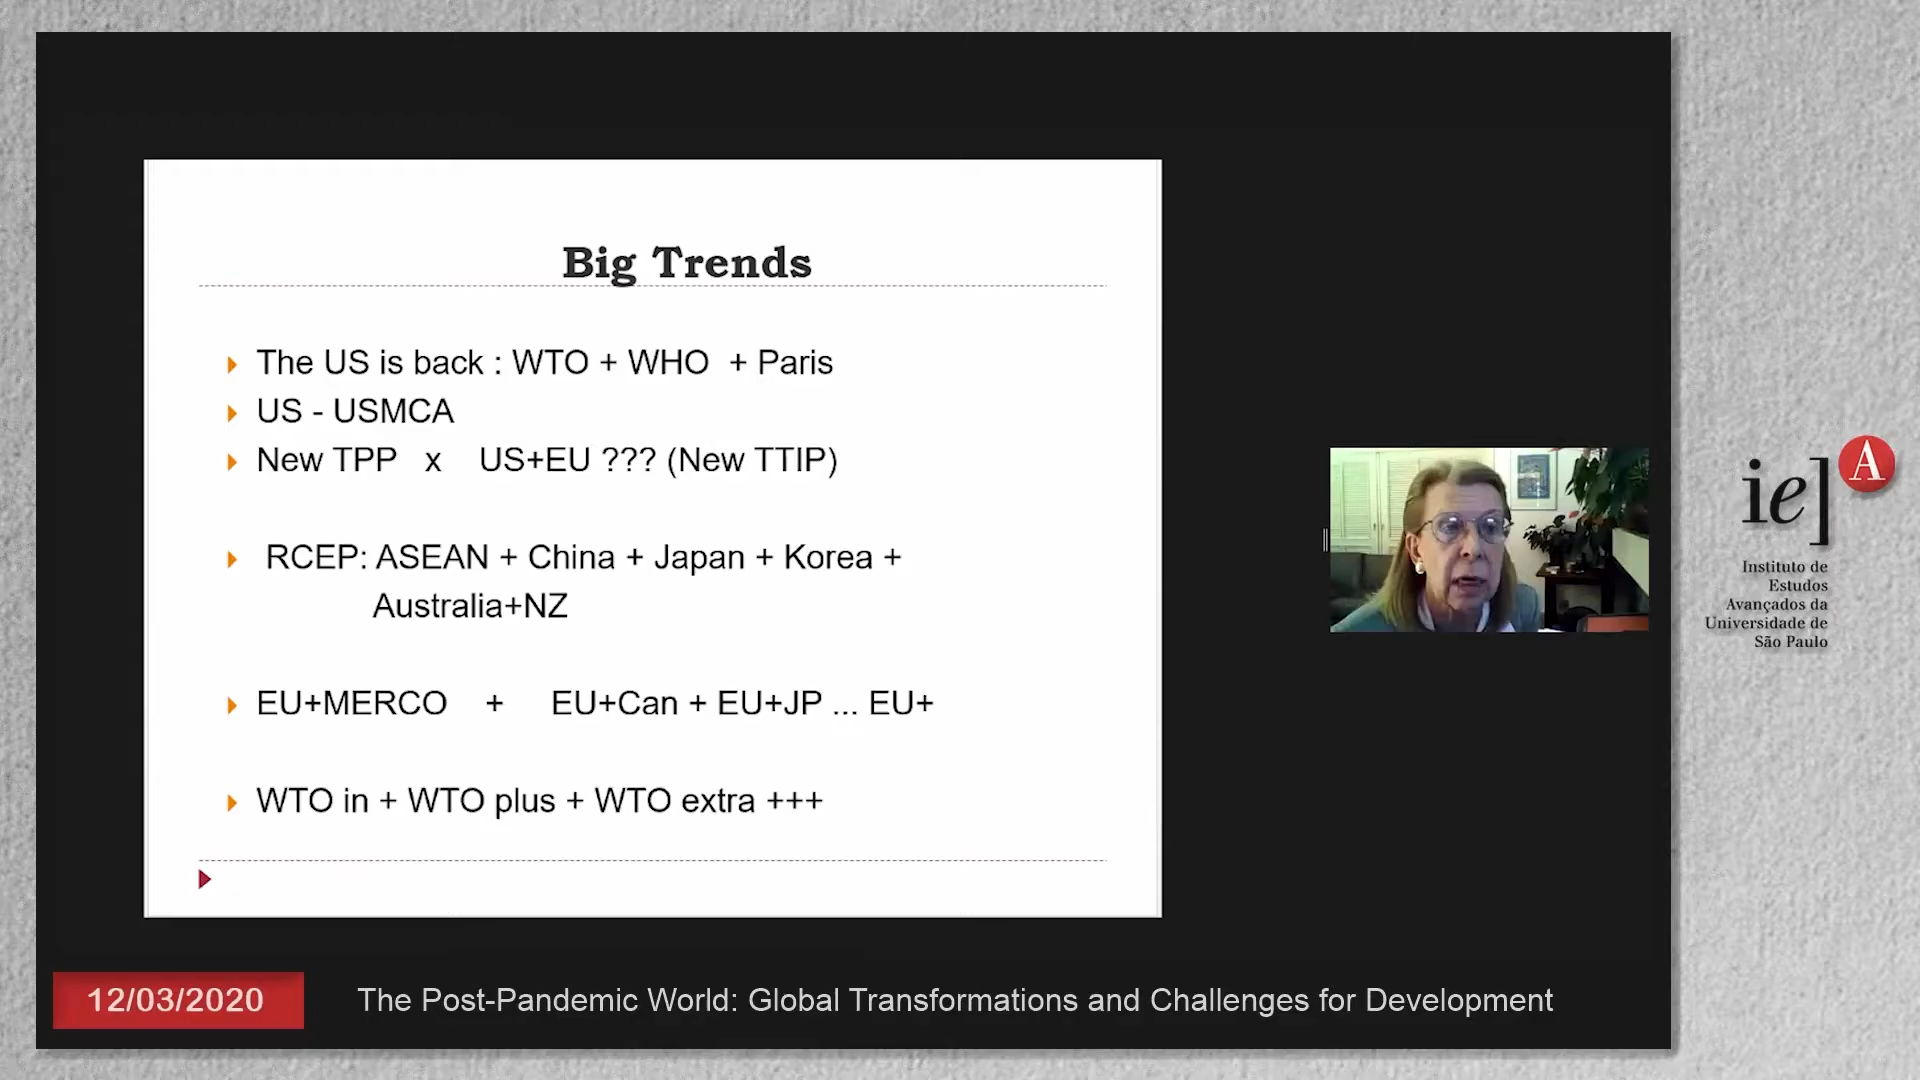 Big Trends
The US is back : WTO + WHO + Paris
US - USMCA
New TPP x US+EU ??? (New TTIP)
RCEP: ASEAN + China + Japan + Korea +
Australia+NZ
EU+MERCO + EU+Can + EU+JP ... EU+
WTO in + WTO plus + WTO extra +++
iea] A
Instituto de
Estudos
Avançados da
Universidade de
São Paulo
12/03/2020
The Post-Pandemic World: Global Transformations and Challenges for Development